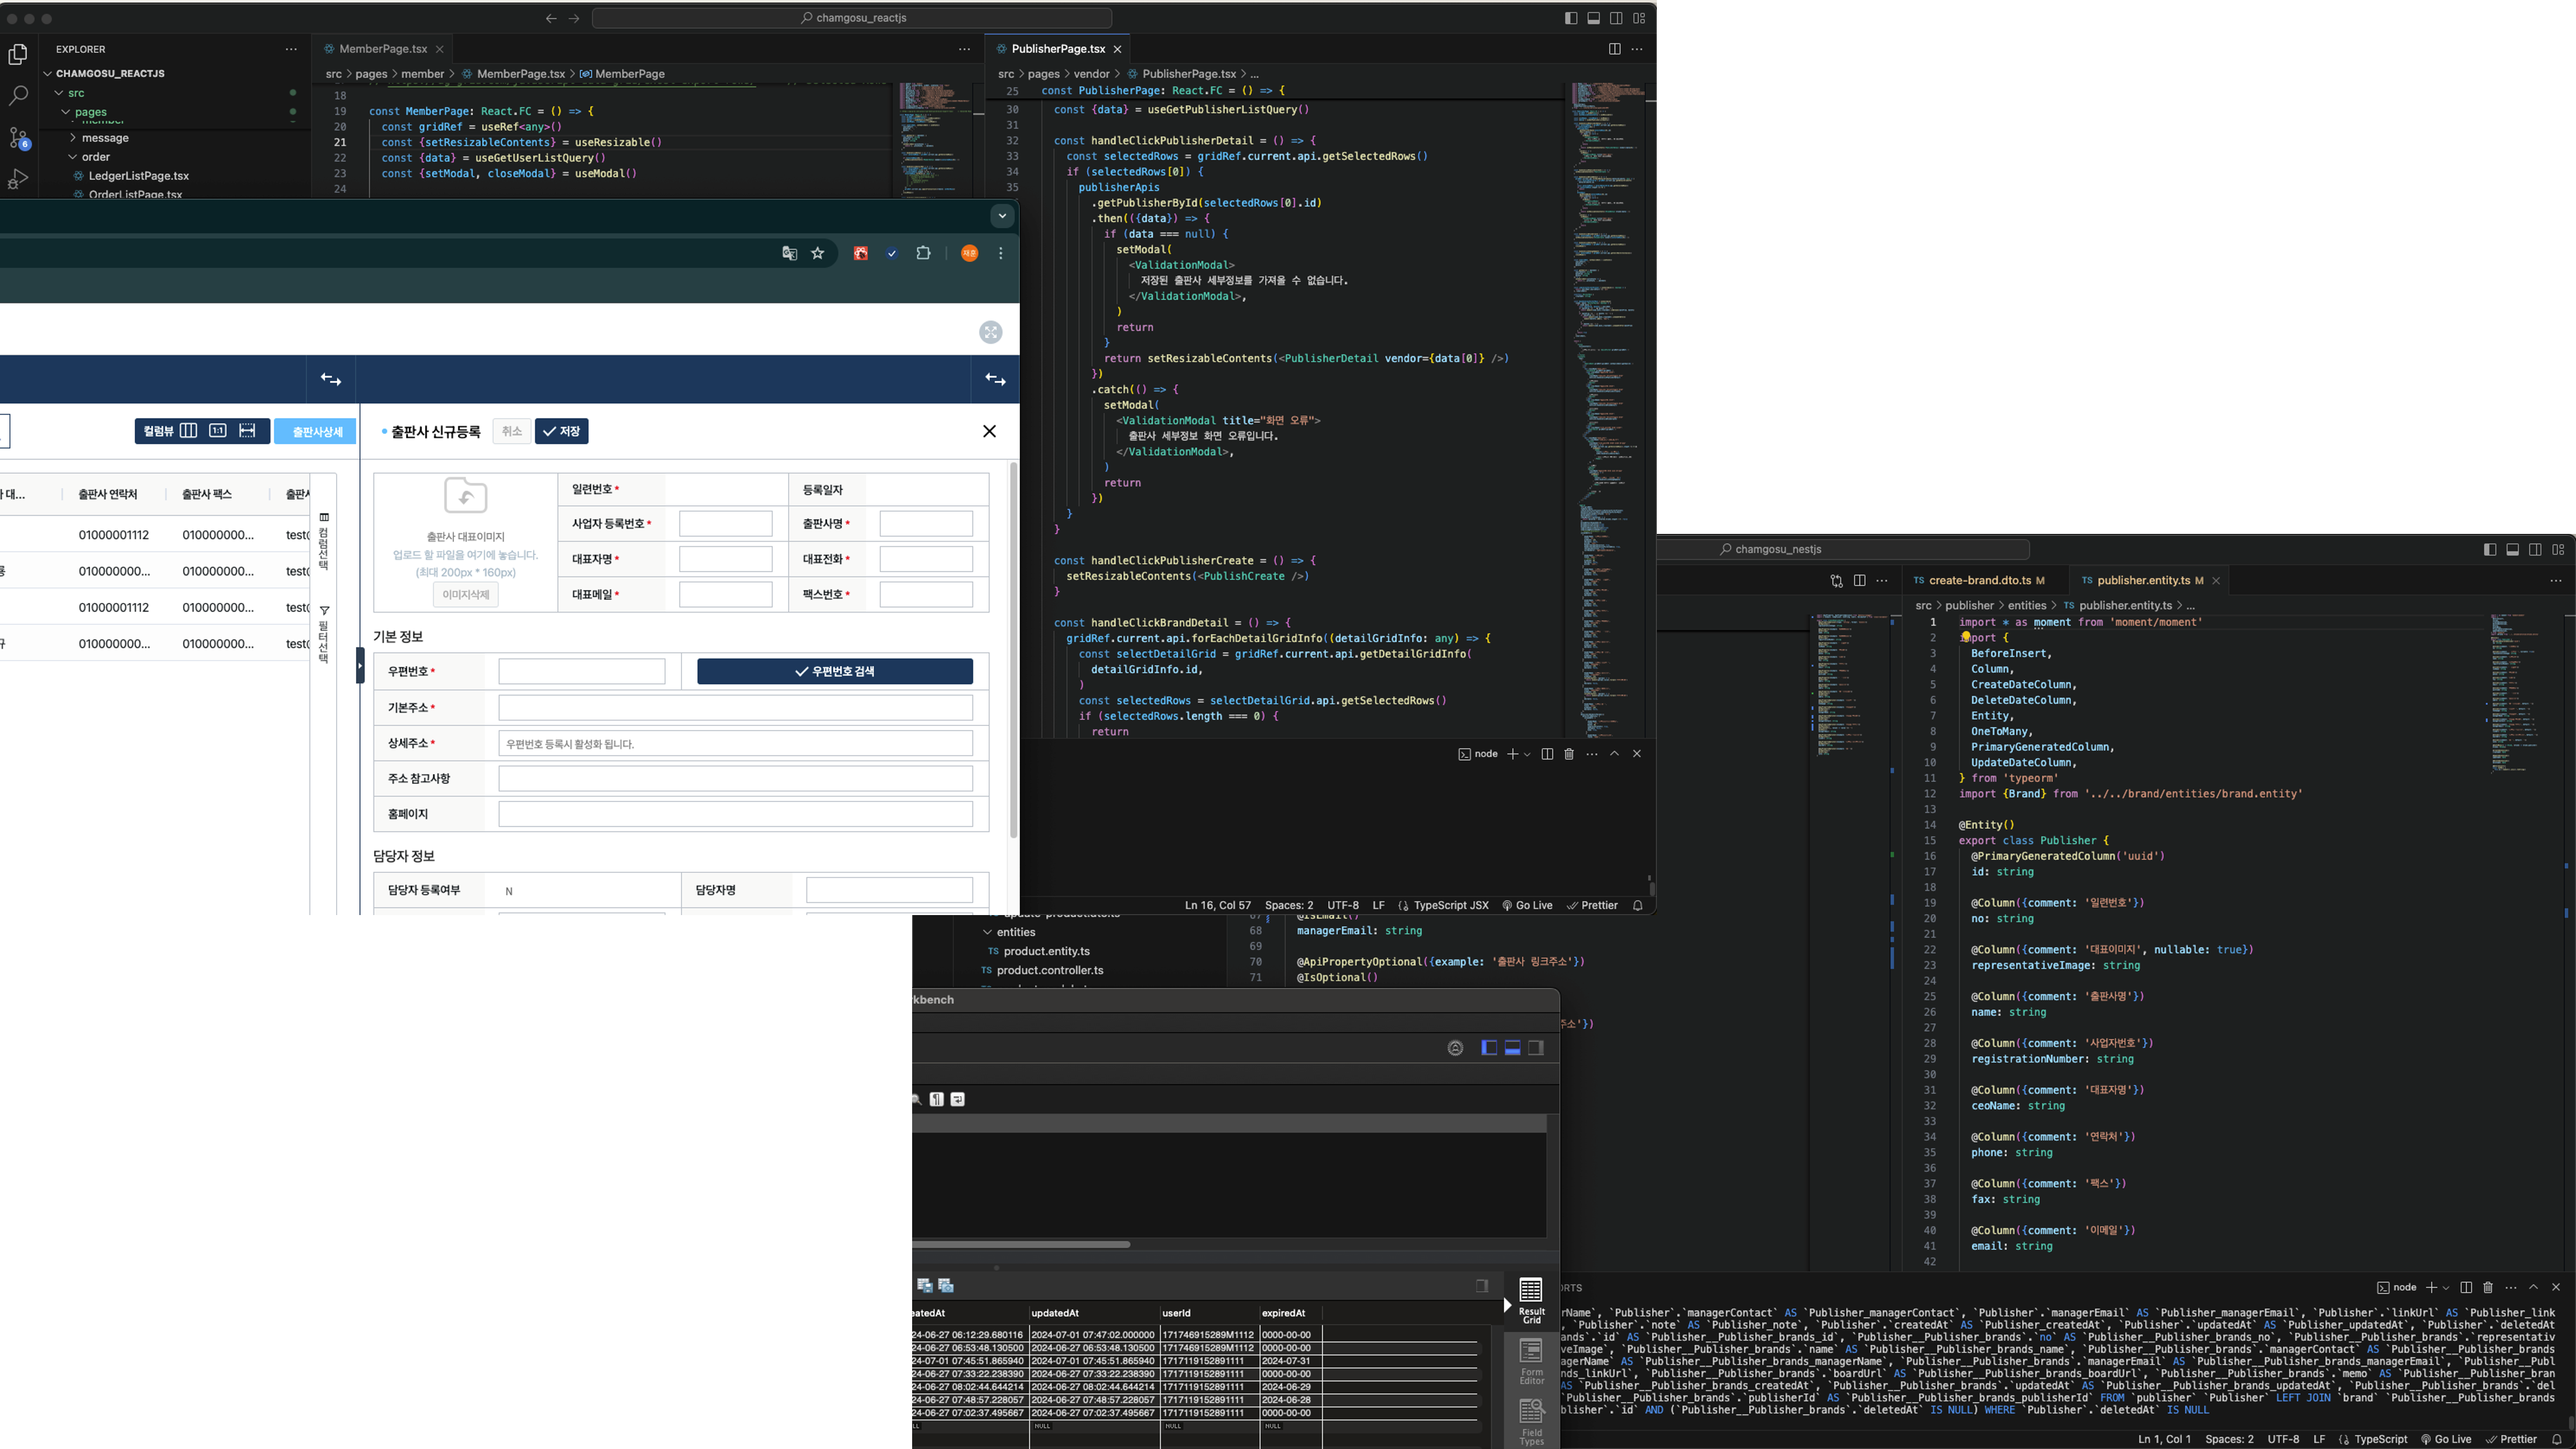 chamgosu_reactjs
EXPLORER
CHAMGOSU_REACTJS
src
pages
message
order
LedgerListPage.tsx
OrderListPage.tsx
6
MemberPage.tsx
src > pages > member > MemberPage.tsx > MemberPage
18
19 const MemberPage: React.FC = () => {
20 const gridRef = useRef<any>()
21 const {setResizableContents} = useResizable()
22 const {data} = useGetUserListQuery()
23 const {setModal, closeModal} = useModal()
24
PublisherPage.tsx
src > pages > vendor > PublisherPage.tsx > ...
25 const PublisherPage: React.FC = () => {
30 const {data} = useGetPublisherListQuery()
31
32 const handleClickPublisherDetail = () => {
33 const selectedRows = gridRef.current.api.getSelectedRows()
34 if (selectedRows[0]) {
35 publisherApis
.getPublisherById(selectedRows[0].id)
.then(({data}) => {
if (data === null) {
setModal(
<ValidationModal>
저장된 출판사 세부정보를 가져올 수 없습니다.
</ValidationModal>,
)
return
}
return setResizableContents(<PublisherDetail vendor={data[0]} />)
})
.catch(() => {
setModal(
<ValidationModal title="화면 오류">
출판사 세부정보 화면 오류입니다.
</ValidationModal>,
)
return
})
}
}
const handleClickPublisherCreate = () => {
setResizableContents(<PublishCreate />)
}
const handleClickBrandDetail = () => {
gridRef.current.api.forEachDetailGridInfo((detailGridInfo: any) => {
const selectDetailGrid = gridRef.current.api.getDetailGridInfo(
detailGridInfo.id,
)
const selectedRows = selectDetailGrid.api.getSelectedRows()
if (selectedRows.length === 0) {
return
node
Ln 16, Col 57 Spaces: 2 UTF-8 LF TypeScript JSX Go Live Prettier
컬럼뷰 1:1
출판사상세
출판사 신규등록 취소 저장
대... 출판사 연락처 출판사 팩스 출판사
01000001112 010000000... test(
010000000... 010000000... test(
01000001112 010000000... test(
010000000... 010000000... test(
컬럼선택
필터선택
출판사 대표이미지
업로드 할 파일을 여기에 놓습니다.
(최대 200px * 160px)
이미지삭제
일련번호* 등록일자
사업자 등록번호* 출판사명*
대표자명* 대표전화*
대표메일* 팩스번호*
기본 정보
우편번호* 우편번호 검색
기본주소*
상세주소* 우편번호 등록시 활성화 됩니다.
주소 참고사항
홈페이지
담당자 정보
담당자 등록여부 N 담당자명
entities
product.entity.ts
product.controller.ts
67 @IsEmail()
68 managerEmail: string
69
70 @ApiPropertyOptional({example: '출판사 링크주소'})
71 @IsOptional()
주소'})
kbench
eatedAt updatedAt userId expiredAt
24-06-27 06:12:29.680116 2024-07-01 07:47:02.000000 171746915289M1112 0000-00-00
24-06-27 06:53:48.130500 2024-06-27 06:53:48.130500 171746915289M1112 0000-00-00
24-07-01 07:45:51.865940 2024-07-01 07:45:51.865940 1717119152891111 2024-07-31
24-06-27 07:33:22.238390 2024-06-27 07:33:22.238390 1717119152891111 0000-00-00
24-06-27 08:02:44.644214 2024-06-27 08:02:44.644214 1717119152891111 2024-06-29
24-06-27 07:48:57.228057 2024-06-27 07:48:57.228057 1717119152891111 2024-06-28
24-06-27 07:02:37.495667 2024-06-27 07:02:37.495667 1717119152891111 0000-00-00
NULL NULL NULL
Result Grid
Form Editor
Field Types
chamgosu_nestjs
create-brand.dto.ts M
publisher.entity.ts M
src > publisher > entities > publisher.entity.ts > ...
1 import * as moment from 'moment/moment'
2 import {
3 BeforeInsert,
4 Column,
5 CreateDateColumn,
6 DeleteDateColumn,
7 Entity,
8 OneToMany,
9 PrimaryGeneratedColumn,
10 UpdateDateColumn,
11 } from 'typeorm'
12 import {Brand} from '../../brand/entities/brand.entity'
13
14 @Entity()
15 export class Publisher {
16 @PrimaryGeneratedColumn('uuid')
17 id: string
18
19 @Column({comment: '일련번호'})
20 no: string
21
22 @Column({comment: '대표이미지', nullable: true})
23 representativeImage: string
24
25 @Column({comment: '출판사명'})
26 name: string
27
28 @Column({comment: '사업자번호'})
29 registrationNumber: string
30
31 @Column({comment: '대표자명'})
32 ceoName: string
33
34 @Column({comment: '연락처'})
35 phone: string
36
37 @Column({comment: '팩스'})
38 fax: string
39
40 @Column({comment: '이메일'})
41 email: string
42
ORTS node
rName`, `Publisher`.`managerContact` AS `Publisher_managerContact`, `Publisher`.`managerEmail` AS `Publisher_managerEmail`, `Publisher`.`linkUrl` AS `Publisher_link
, `Publisher`.`note` AS `Publisher_note`, `Publisher`.`createdAt` AS `Publisher_createdAt`, `Publisher`.`updatedAt` AS `Publisher_updatedAt`, `Publisher`.`deletedAt
ands`.`id` AS `Publisher__Publisher_brands_id`, `Publisher__Publisher_brands`.`no` AS `Publisher__Publisher_brands_no`, `Publisher__Publisher_brands`.`representativ
veImage`, `Publisher__Publisher_brands`.`name` AS `Publisher__Publisher_brands_name`, `Publisher__Publisher_brands`.`managerContact` AS `Publisher__Publisher_brands
agerName` AS `Publisher__Publisher_brands_managerName`, `Publisher__Publisher_brands`.`managerEmail` AS `Publisher__Publisher_brands_managerEmail`, `Publisher__Publ
nds_linkUrl`, `Publisher__Publisher_brands`.`boardUrl` AS `Publisher__Publisher_brands_boardUrl`, `Publisher__Publisher_brands`.`memo` AS `Publisher__Publisher_bran
AS `Publisher__Publisher_brands_createdAt`, `Publisher__Publisher_brands`.`updatedAt` AS `Publisher__Publisher_brands_updatedAt`, `Publisher__Publisher_brands`.`del
`Publisher__Publisher_brands`.`publisherId` AS `Publisher__Publisher_brands_publisherId` FROM `publisher` `Publisher` LEFT JOIN `brand` `Publisher__Publisher_brands
blisher`.`id` AND (`Publisher__Publisher_brands`.`deletedAt` IS NULL) WHERE `Publisher`.`deletedAt` IS NULL
Ln 1, Col 1 Spaces: 2 UTF-8 LF TypeScript Go Live Prettier